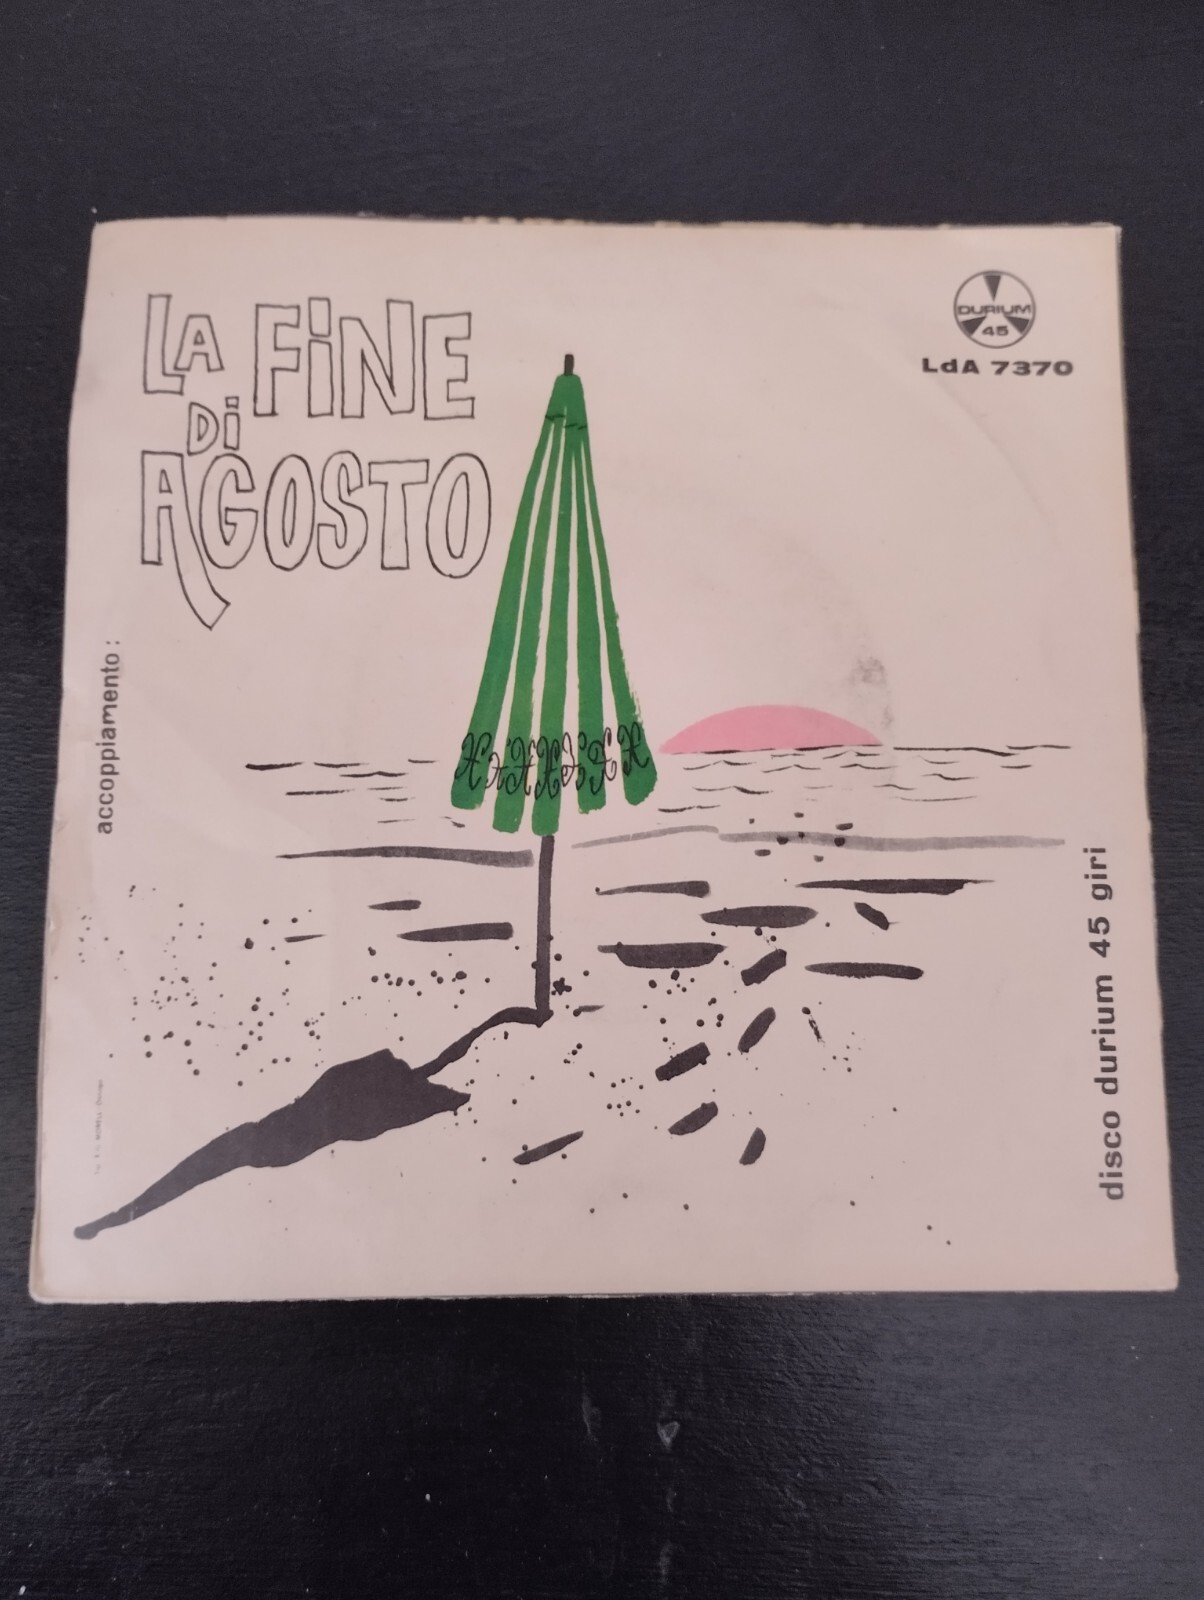 LA FiNE
Di
AGOSTO
DURIUM
45
LdA 7370
accoppiamento :
disco durium 45 giri